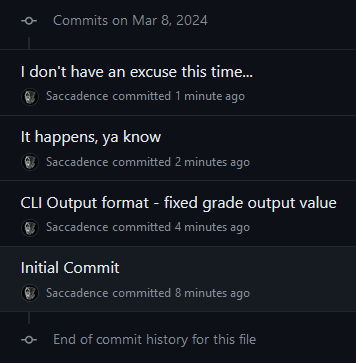 Commits on Mar 8, 2024
I don't have an excuse this time...
Saccadence committed 1 minute ago
It happens, ya know
Saccadence committed 2 minutes ago
CLI Output format - fixed grade output value
Saccadence committed 4 minutes ago
Initial Commit
Saccadence committed 8 minutes ago
End of commit history for this file